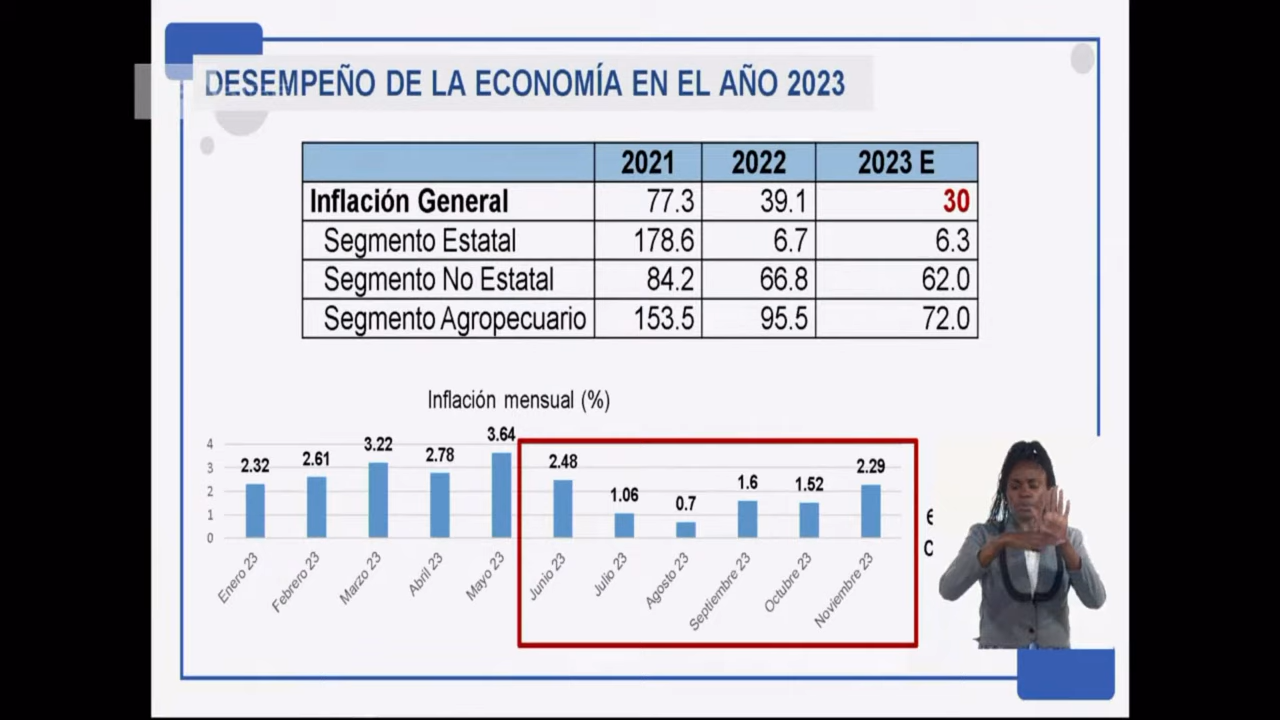 DESEMPEÑO DE LA ECONOMÍA EN EL AÑO 2023
2021 2022 2023 E
Inflación General 77.3 39.1 30
Segmento Estatal 178.6 6.7 6.3
Segmento No Estatal 84.2 66.8 62.0
Segmento Agropecuario 153.5 95.5 72.0
Inflación mensual (%)
4
3
2
1
0
2.32 2.61 3.22 2.78 3.64 2.48 1.06 0.7 1.6 1.52 2.29
Enero 23 Febrero 23 Marzo 23 Abril 23 Mayo 23 Junio 23 Julio 23 Agosto 23 Septiembre 23 Octubre 23 Noviembre 23